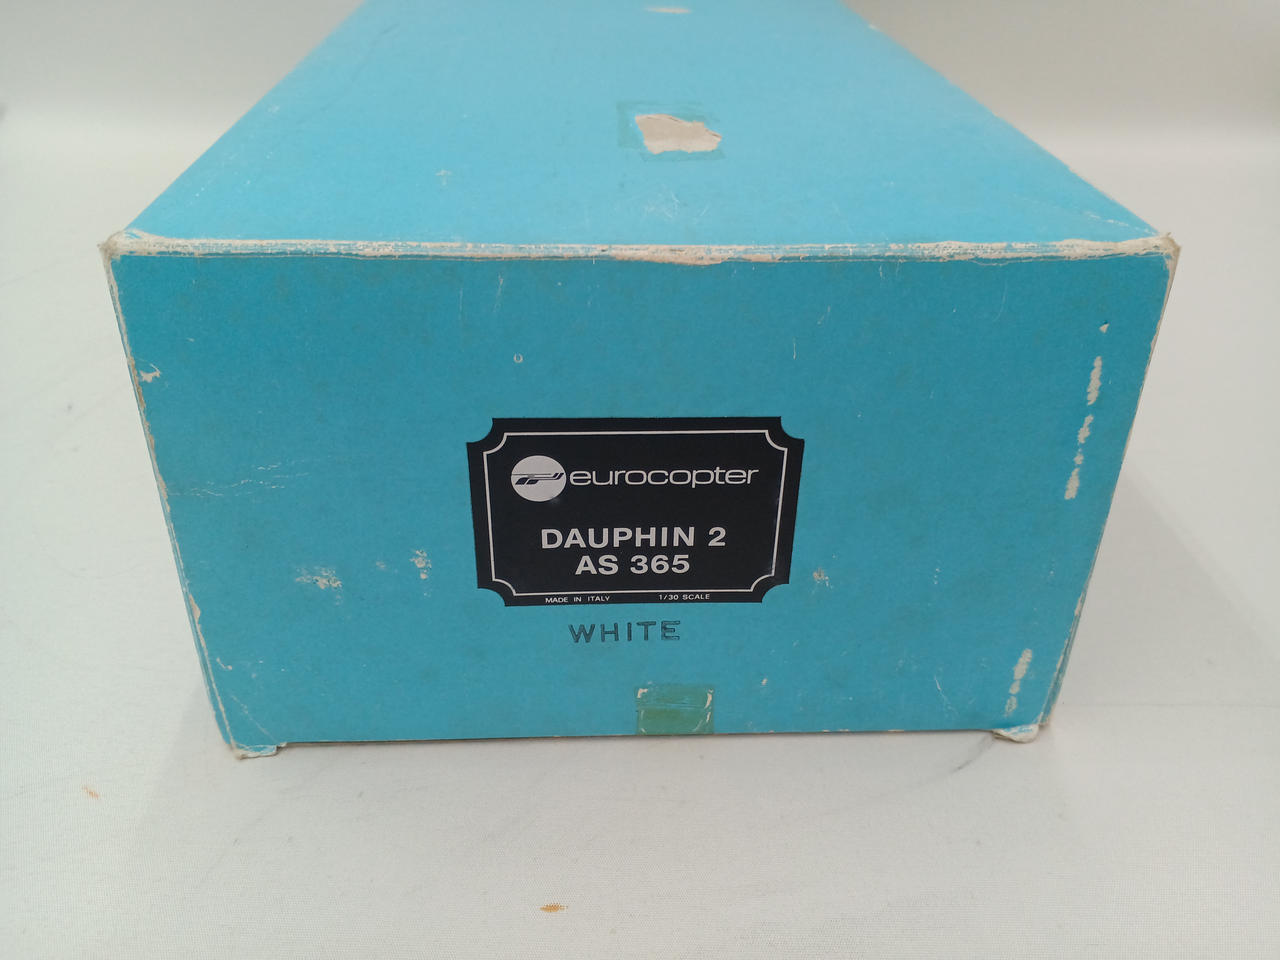 eurocopter
DAUPHIN 2
AS 365
MADE IN ITALY 1/30 SCALE
WHITE